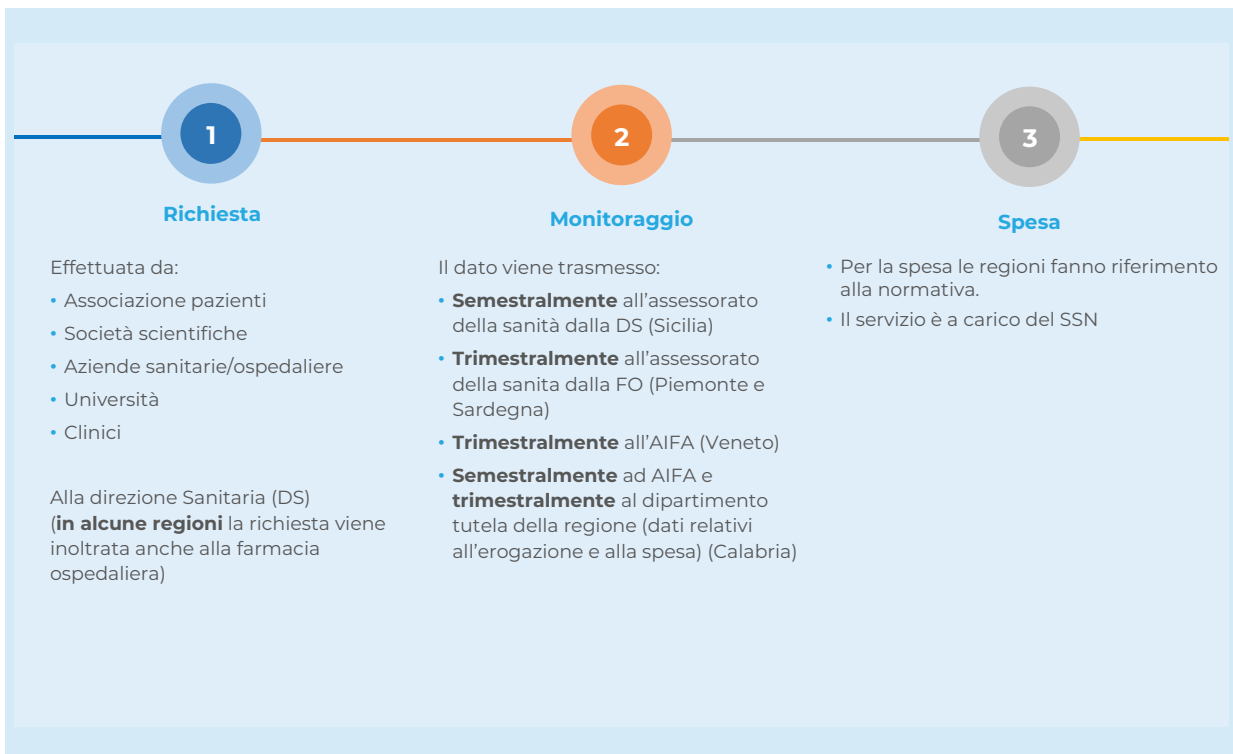 1
Richiesta
Effettuata da:
• Associazione pazienti
• Società scientifiche
• Aziende sanitarie/ospedaliere
• Università
• Clinici
Alla direzione Sanitaria (DS)
(in alcune regioni la richiesta viene
inoltrata anche alla farmacia
ospedaliera)
2
Monitoraggio
Il dato viene trasmesso:
• Semestralmente all'assessorato
della sanità dalla DS (Sicilia)
• Trimestralmente all'assessorato
della sanita dalla FO (Piemonte e
Sardegna)
• Trimestralmente all'AIFA (Veneto)
• Semestralmente ad AIFA e
trimestralmente al dipartimento
tutela della regione (dati relativi
all'erogazione e alla spesa) (Calabria)
3
Spesa
• Per la spesa le regioni fanno riferimento
alla normativa.
• Il servizio è a carico del SSN